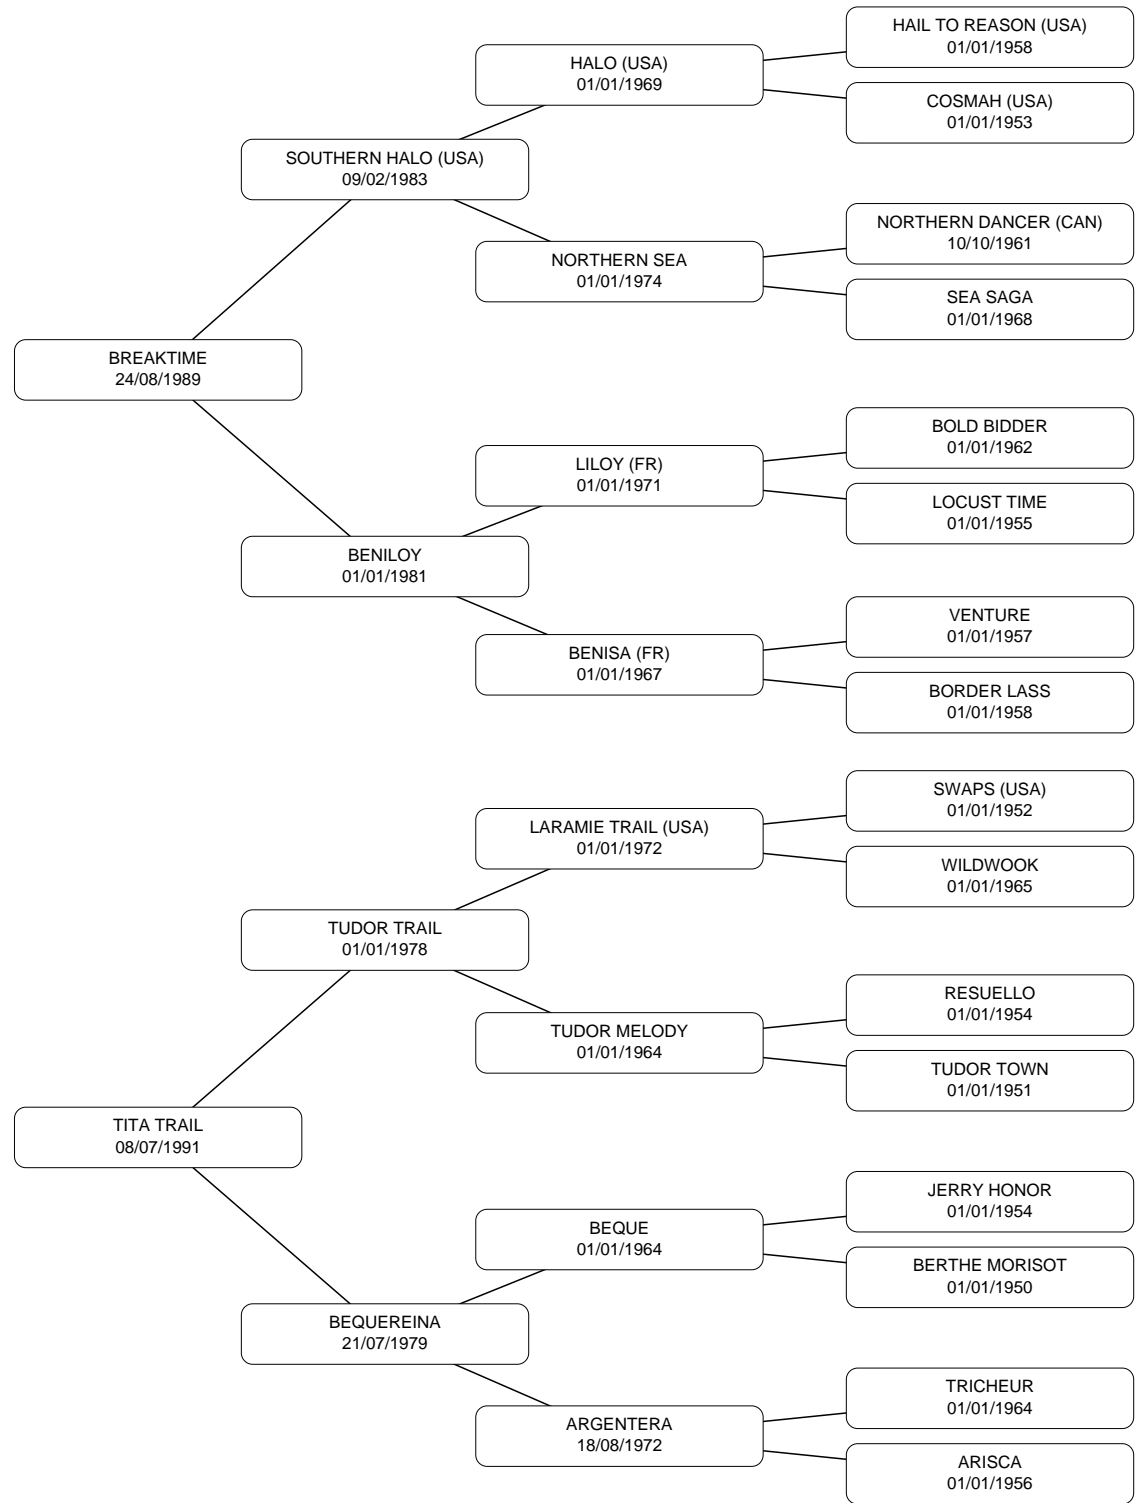 HAIL TO REASON (USA)
01/01/1958
HALO (USA)
01/01/1969
COSMAH (USA)
01/01/1953
SOUTHERN HALO (USA)
09/02/1983
NORTHERN DANCER (CAN)
10/10/1961
NORTHERN SEA
01/01/1974
SEA SAGA
01/01/1968
BREAKTIME
24/08/1989
BOLD BIDDER
01/01/1962
LILOY (FR)
01/01/1971
LOCUST TIME
01/01/1955
BENILOY
01/01/1981
VENTURE
01/01/1957
BENISA (FR)
01/01/1967
BORDER LASS
01/01/1958
SWAPS (USA)
01/01/1952
LARAMIE TRAIL (USA)
01/01/1972
WILDWOOK
01/01/1965
TUDOR TRAIL
01/01/1978
RESUELLO
01/01/1954
TUDOR MELODY
01/01/1964
TUDOR TOWN
01/01/1951
TITA TRAIL
08/07/1991
JERRY HONOR
01/01/1954
BEQUE
01/01/1964
BERTHE MORISOT
01/01/1950
BEQUEREINA
21/07/1979
TRICHEUR
01/01/1964
ARGENTERA
18/08/1972
ARISCA
01/01/1956